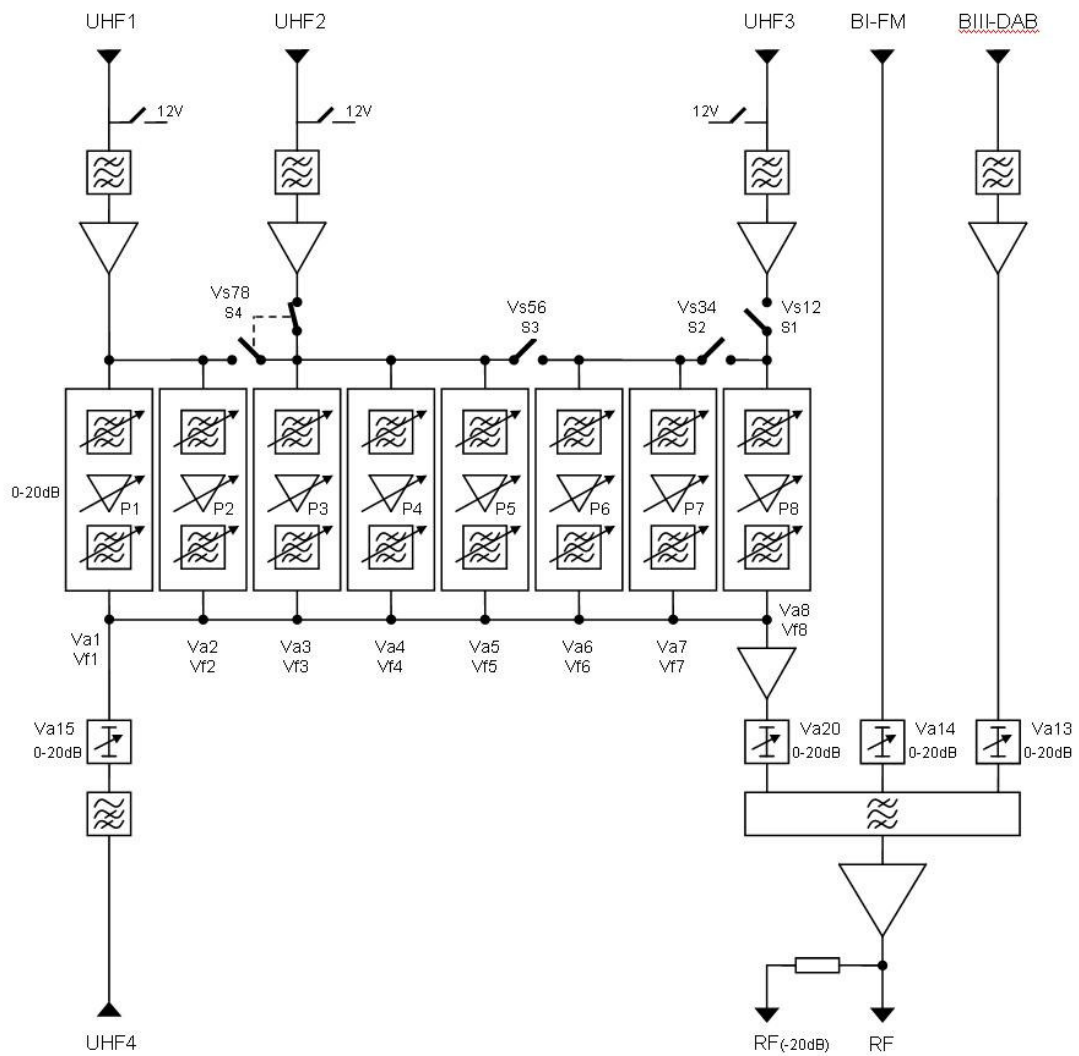 UHF1 UHF2 UHF3 BI-FM BIII-DAB
12V 12V 12V
Vs78 Vs56 Vs34 Vs12
S4 S3 S2 S1
0-20dB P1 P2 P3 P4 P5 P6 P7 P8
Va1 Va2 Va3 Va4 Va5 Va6 Va7 Va8
Vf1 Vf2 Vf3 Vf4 Vf5 Vf6 Vf7 Vf8
Va15 Va20 Va14 Va13
0-20dB 0-20dB 0-20dB 0-20dB
UHF4 RF(-20dB) RF